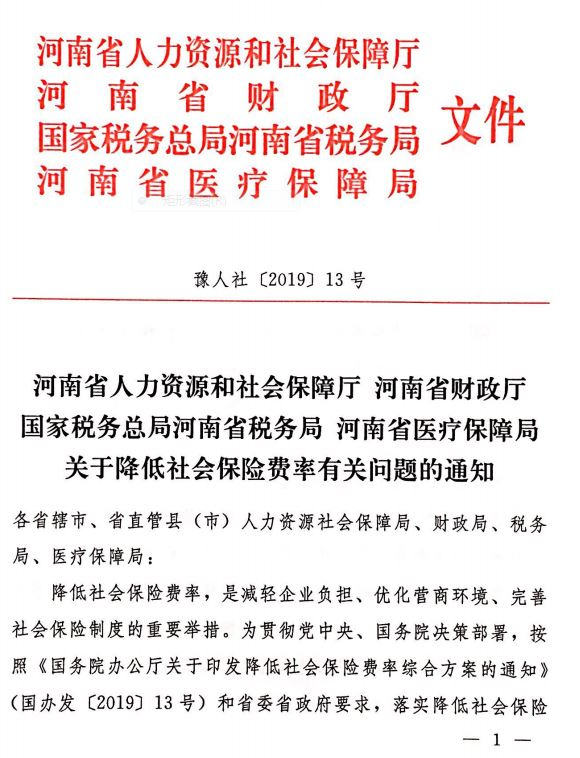 河南省人力资源和社会保障厅
河南省财政厅
国家税务总局河南省税务局
河南省医疗保障局
文件
豫人社〔2019〕13号
河南省人力资源和社会保障厅 河南省财政厅
国家税务总局河南省税务局 河南省医疗保障局
关于降低社会保险费率有关问题的通知
各省辖市、省直管县（市）人力资源社会保障局、财政局、税务
局、医疗保障局：
降低社会保险费率，是减轻企业负担、优化营商环境、完善
社会保险制度的重要举措。为贯彻党中央、国务院决策部署，按
照《国务院办公厅关于印发降低社会保险费率综合方案的通知》
（国办发〔2019〕13号）和省委省政府要求，落实降低社会保险
— 1 —